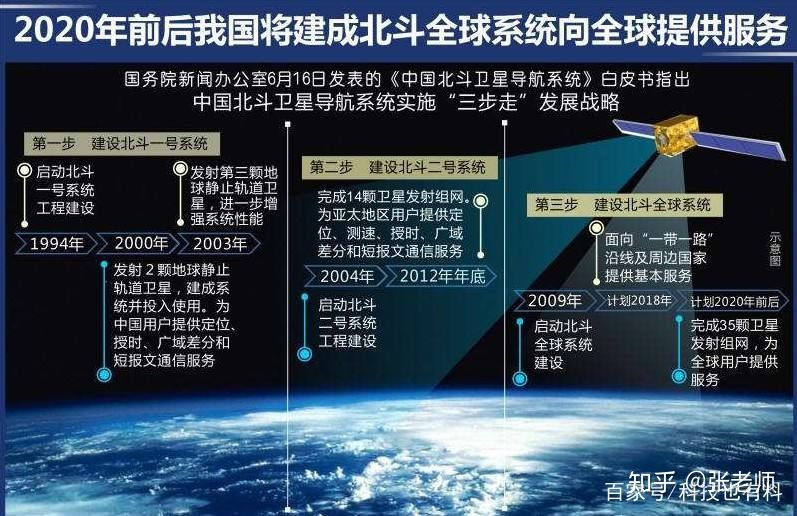 2020年前后我国将建成北斗全球系统向全球提供服务
国务院新闻办公室6月16日发表的《中国北斗卫星导航系统》白皮书指出
中国北斗卫星导航系统实施“三步走”发展战略
第一步 建设北斗一号系统
启动北斗
一号系统
工程建设
发射第三颗地
球静止轨道卫
星，进一步增
强系统性能
1994年
2000年
2003年
发射2颗地球静止
轨道卫星，建成系
统并投入使用。为
中国用户提供定位、
授时、广域差分和
短报文通信服务
第二步 建设北斗二号系统
完成14颗卫星发射组网。
为亚太地区用户提供定
位、测速、授时、广域
差分和短报文通信服务
2004年
2012年年底
启动北斗
二号系统
工程建设
第三步 建设北斗全球系统
面向“一带一路”
沿线及周边国家
提供基本服务
示意图
2009年
计划2018年
计划2020年前后
启动北斗
全球系统
建设
完成35颗卫星
发射组网，为
全球用户提供
服务
知乎 @张老师
百家号/科技也有料